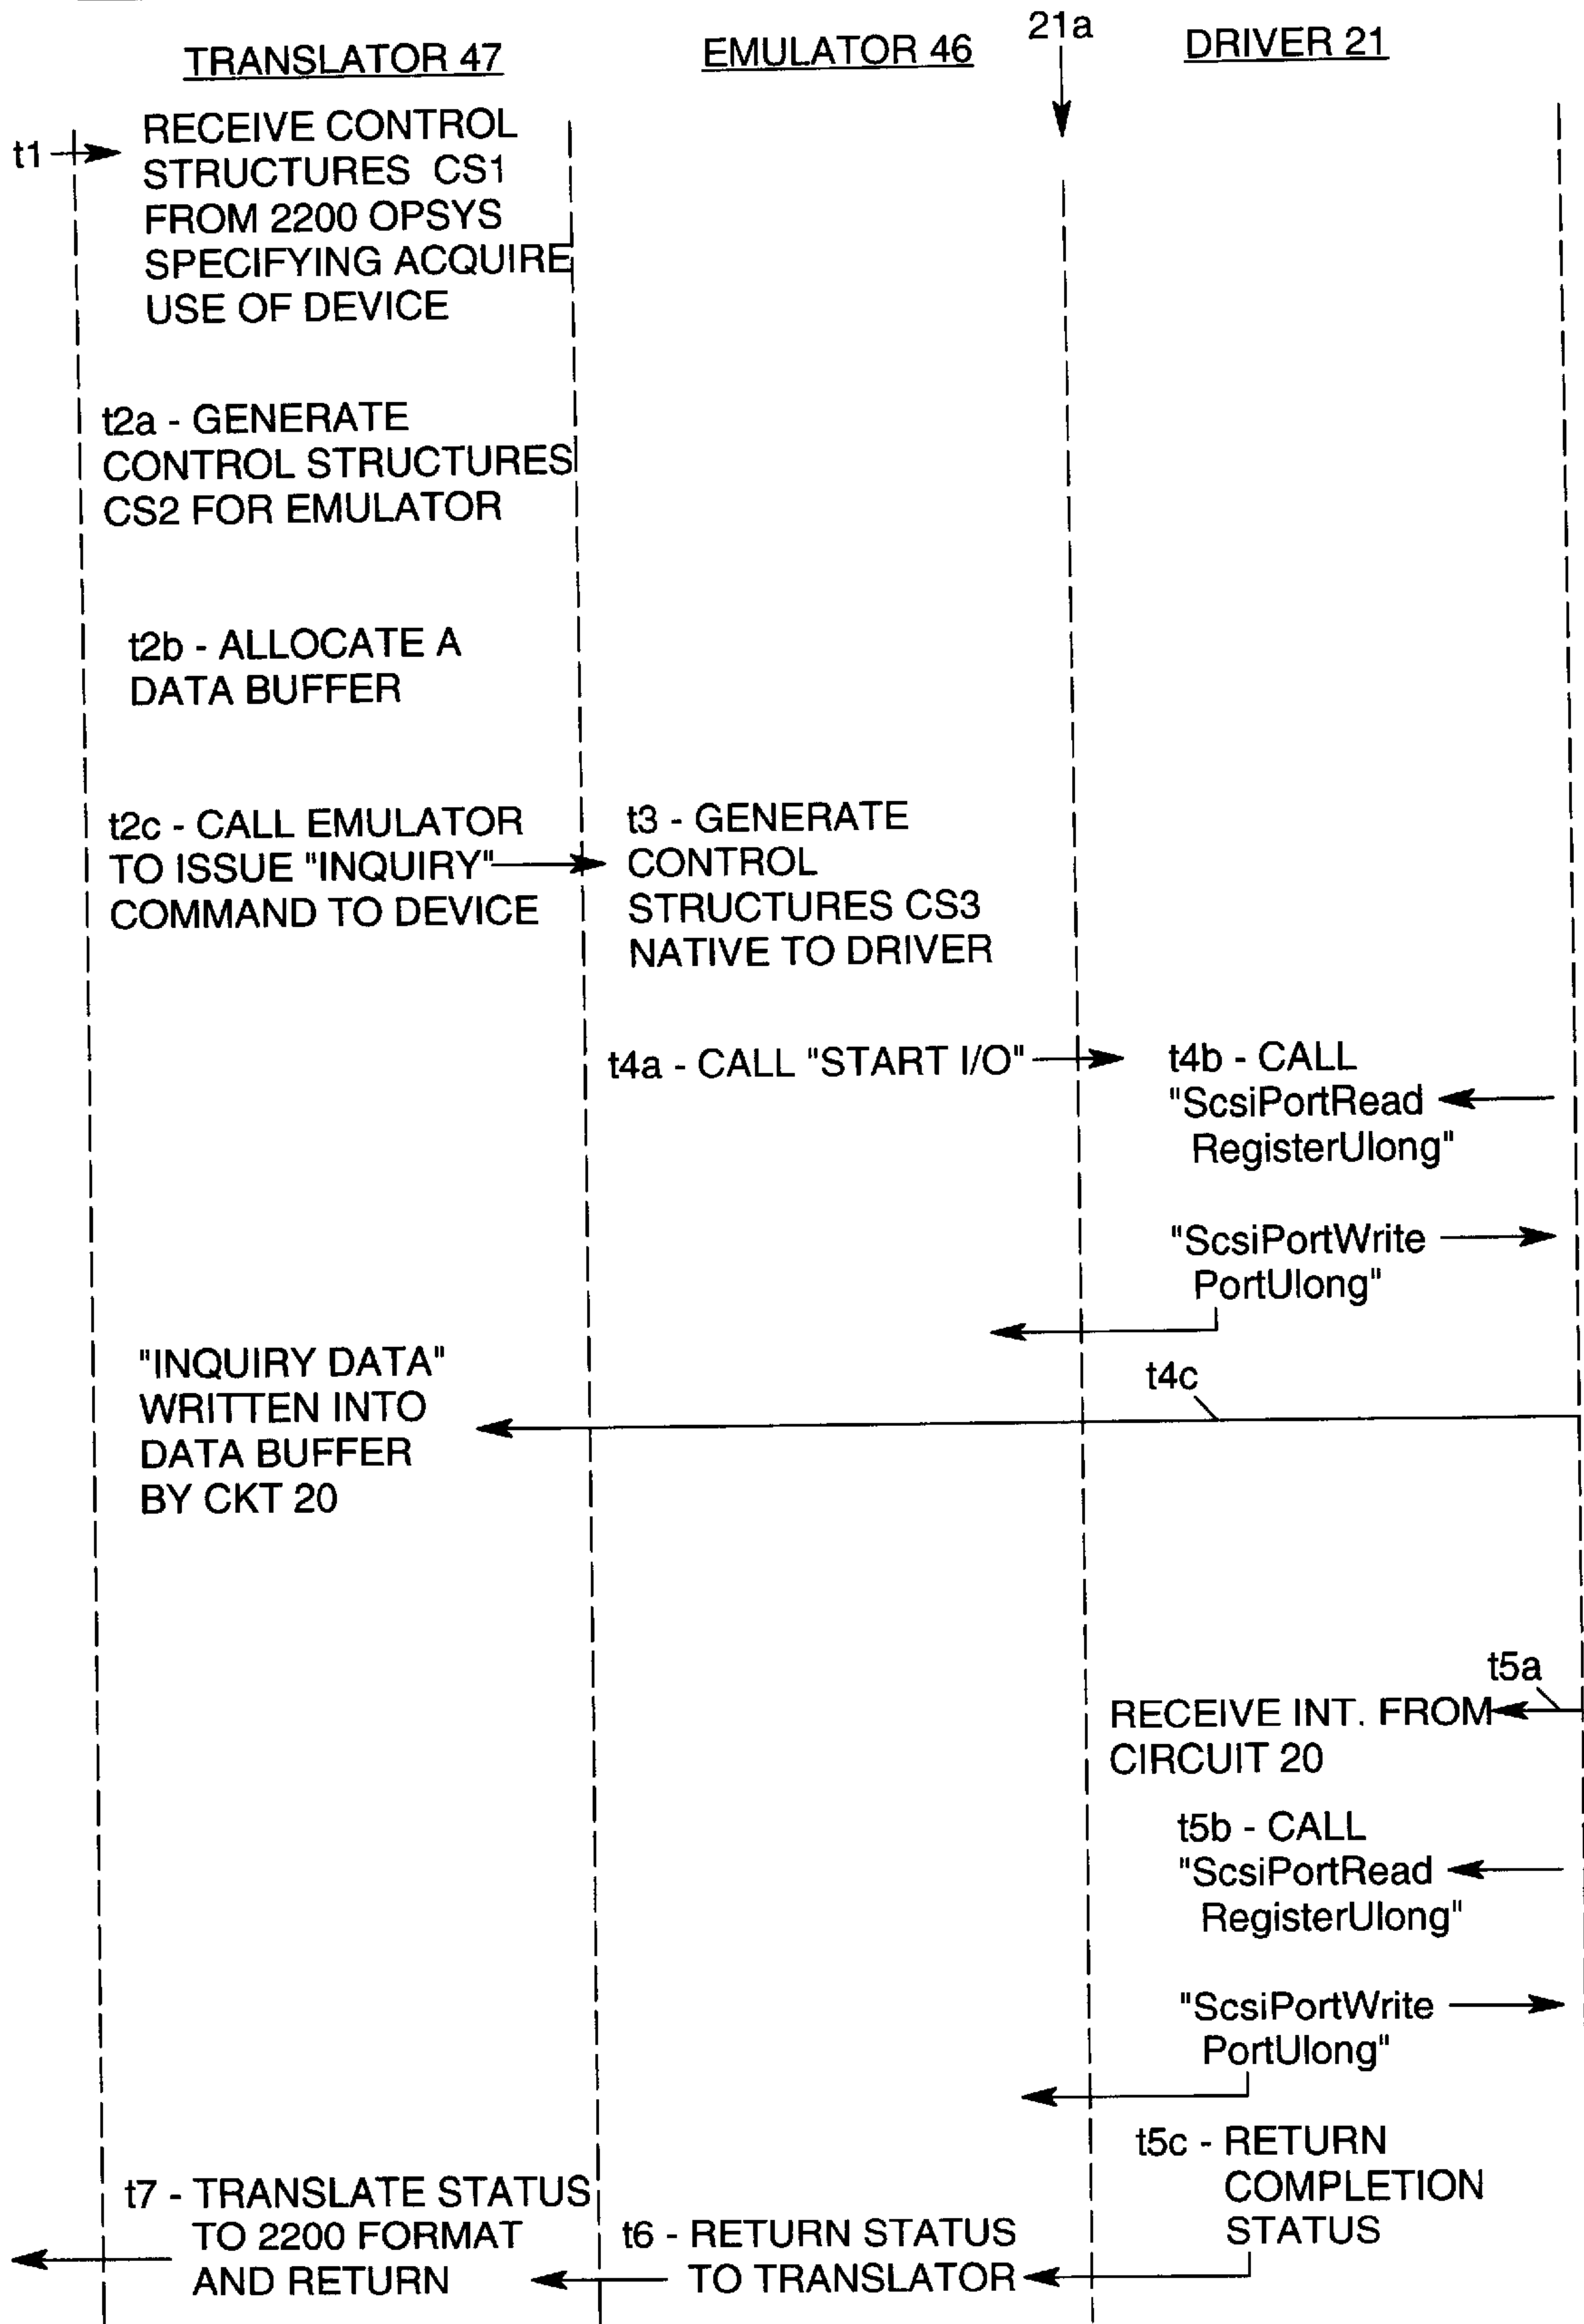 TRANSLATOR 47
EMULATOR 46
21a
DRIVER 21
t1
RECEIVE CONTROL
STRUCTURES CS1
FROM 2200 OPSYS
SPECIFYING ACQUIRE
USE OF DEVICE
t2a - GENERATE
CONTROL STRUCTURES
CS2 FOR EMULATOR
t2b - ALLOCATE A
DATA BUFFER
t2c - CALL EMULATOR
TO ISSUE "INQUIRY"
COMMAND TO DEVICE
t3 - GENERATE
CONTROL
STRUCTURES CS3
NATIVE TO DRIVER
t4a - CALL "START I/O"
t4b - CALL
"ScsiPortRead
RegisterUlong"
"ScsiPortWrite
PortUlong"
"INQUIRY DATA"
WRITTEN INTO
DATA BUFFER
BY CKT 20
t4c
t5a
RECEIVE INT. FROM
CIRCUIT 20
t5b - CALL
"ScsiPortRead
RegisterUlong"
"ScsiPortWrite
PortUlong"
t5c - RETURN
COMPLETION
STATUS
t6 - RETURN STATUS
TO TRANSLATOR
t7 - TRANSLATE STATUS
TO 2200 FORMAT
AND RETURN